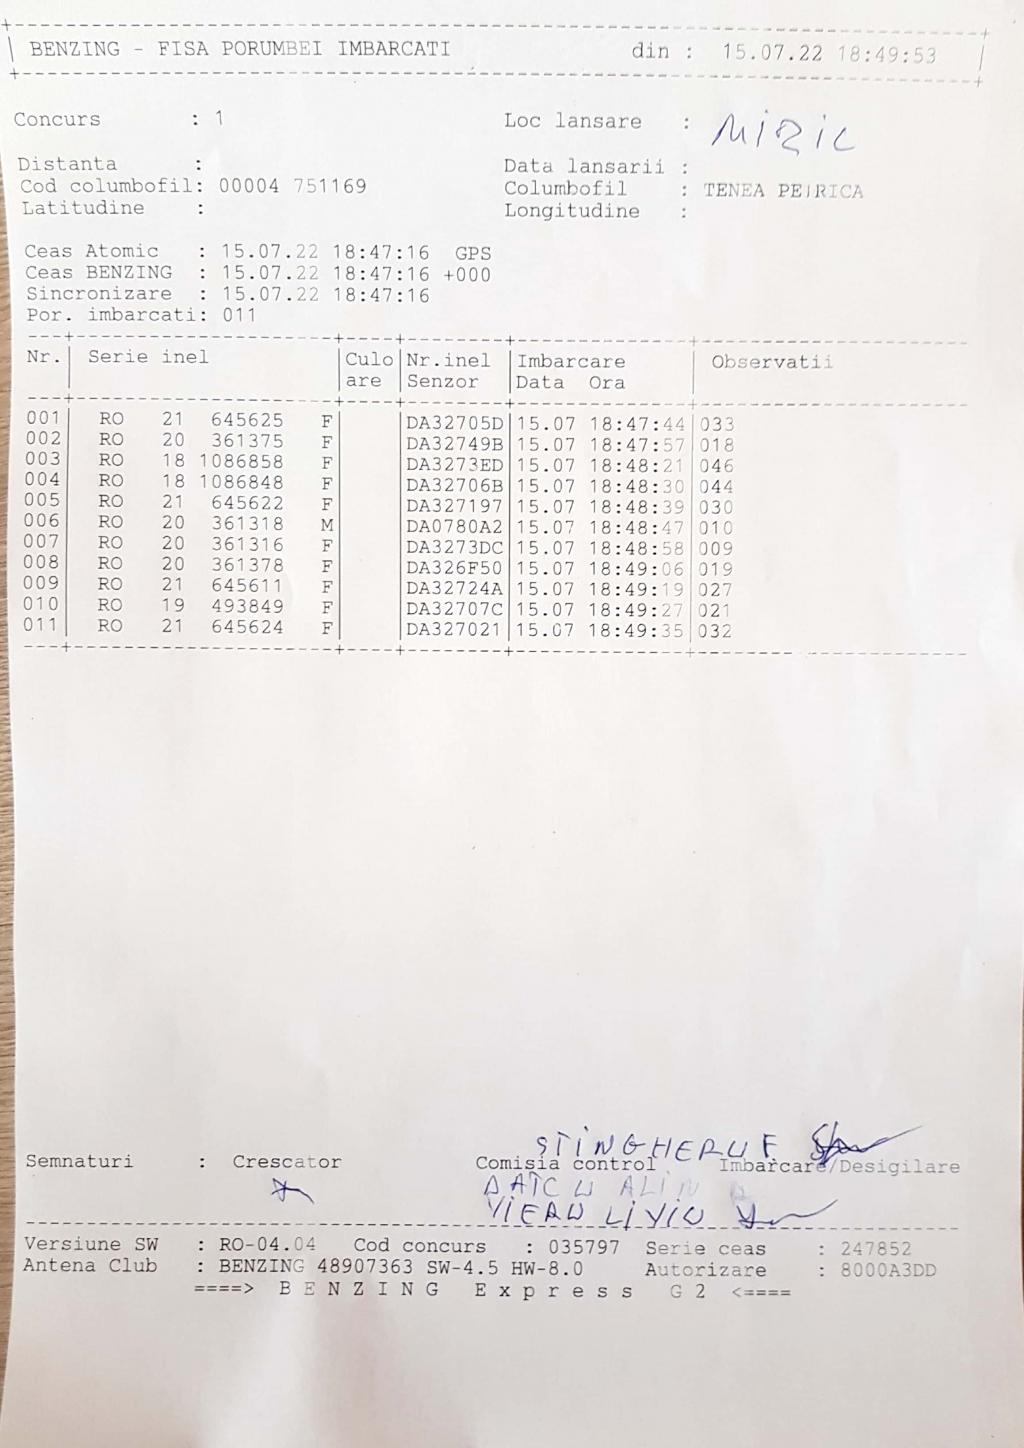 BENZING - FISA PORUMBEI IMBARCATI din : 15.07.22 18:49:53
Concurs : 1 Loc lansare : MIZIL
Distanta : Data lansarii :
Cod columbofil: 00004 751169 Columbofil : TENEA PETRICA
Latitudine : Longitudine :
Ceas Atomic : 15.07.22 18:47:16 GPS
Ceas BENZING : 15.07.22 18:47:16 +000
Sincronizare : 15.07.22 18:47:16
Por. imbarcati: 011
Nr. Serie inel Culo Nr.inel Imbarcare Observatii
are Senzor Data Ora
001 RO 21 645625 F DA32705D 15.07 18:47:44 033
002 RO 20 361375 F DA32749B 15.07 18:47:57 018
003 RO 18 1086858 F DA3273ED 15.07 18:48:21 046
004 RO 18 1086848 F DA32706B 15.07 18:48:30 044
005 RO 21 645622 F DA327197 15.07 18:48:39 030
006 RO 20 361318 M DA0780A2 15.07 18:48:47 010
007 RO 20 361316 F DA3273DC 15.07 18:48:58 009
008 RO 20 361378 F DA326F50 15.07 18:49:06 019
009 RO 21 645611 F DA32724A 15.07 18:49:19 027
010 RO 19 493849 F DA32707C 15.07 18:49:27 021
011 RO 21 645624 F DA327021 15.07 18:49:35 032
Semnaturi : Crescator Comisia control Imbarcare/Desigilare
ALIN
LIVIU
Versiune SW : RO-04.04 Cod concurs : 035797 Serie ceas : 247852
Antena Club : BENZING 48907363 SW-4.5 HW-8.0 Autorizare : 8000A3DD
====> B E N Z I N G E x p r e s s G 2 <====